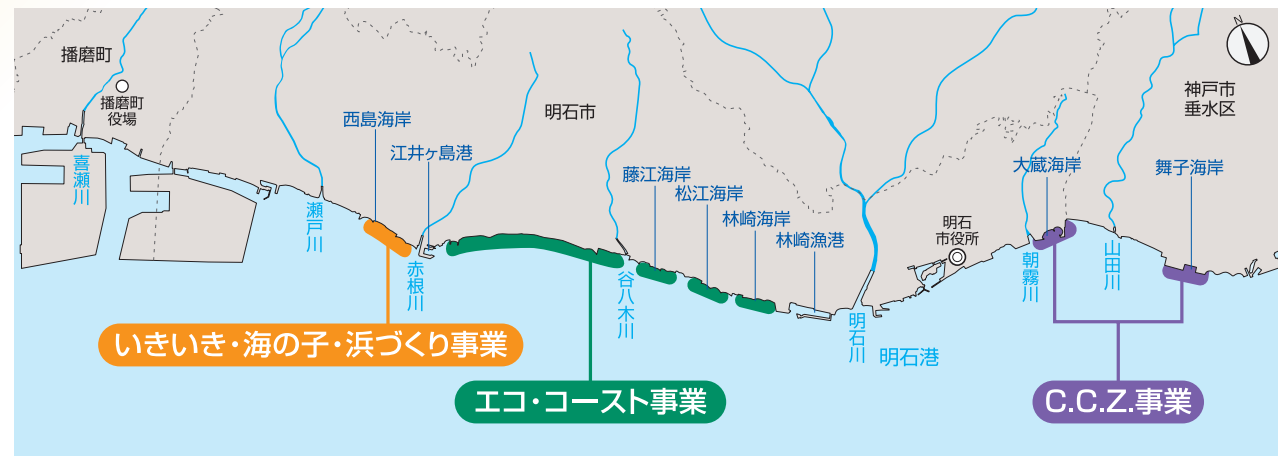 N
播磨町
播磨町
役場
喜瀬川
瀬戸川
西島海岸
江井ヶ島港
赤根川
明石市
藤江海岸
松江海岸
林崎海岸
林崎漁港
谷八木川
明石川
明石港
明石
市役所
大蔵海岸
朝霧川
山田川
舞子海岸
神戸市
垂水区
いきいき・海の子・浜づくり事業
エコ・コースト事業
C.C.Z.事業